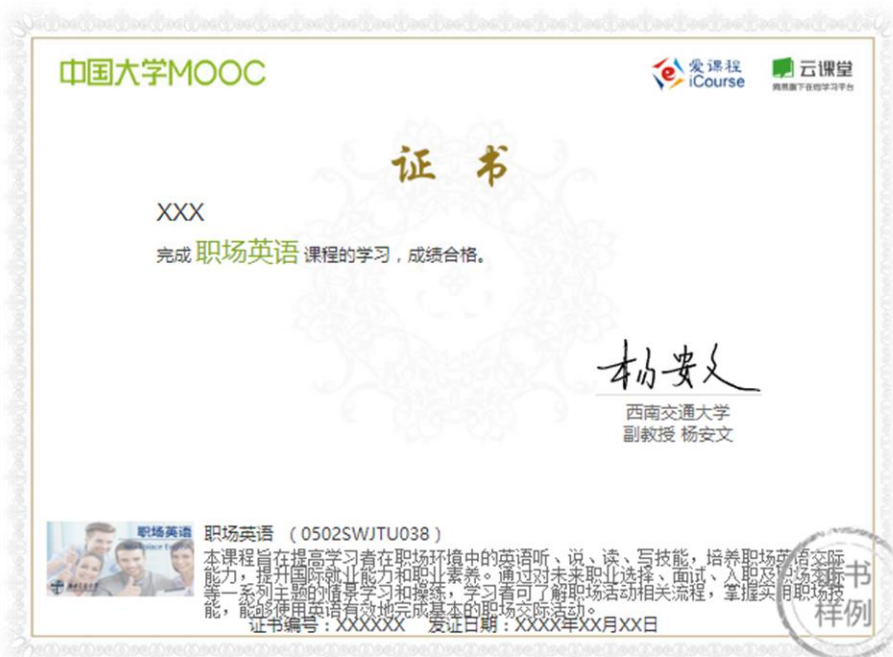 中国大学MOOC
爱课程
iCourse
云课堂
网易旗下在线学习平台
证 书
XXX
完成 职场英语 课程的学习，成绩合格。
杨安文
西南交通大学
副教授 杨安文
职场英语
职场英语 （0502SWJTU038）
本课程旨在提高学习者在职场环境中的英语听、说、读、写技能，培养职场英语交际
能力，提升国际就业能力和职业素养。通过对未来职业选择、面试、入职及职场交际
等一系列主题的情景学习和操练，学习者可了解职场活动相关流程，掌握实用职场技
能，能够使用英语有效地完成基本的职场交际活动。
证书编号：XXXXXX 发证日期：XXXX年XX月XX日
证书
样例